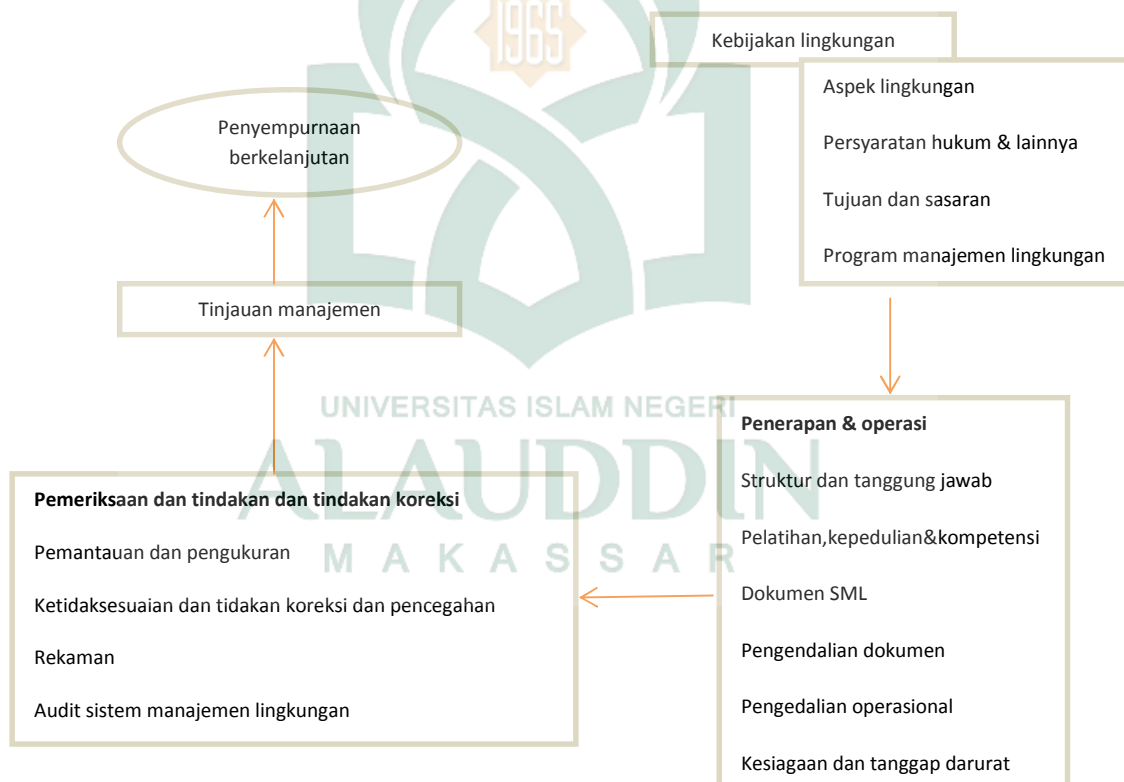 1965
Kebijakan lingkungan
Aspek lingkungan
Persyaratan hukum & lainnya
Tujuan dan sasaran
Program manajemen lingkungan
Penyempurnaan
berkelanjutan
Tinjauan manajemen
UNIVERSITAS ISLAM NEGERI
ALAUDDIN
MAKASSAR
Penerapan & operasi
Struktur dan tanggung jawab
Pelatihan,kepedulian&kompetensi
Dokumen SML
Pengendalian dokumen
Pengedalian operasional
Kesiagaan dan tanggap darurat
Pemeriksaan dan tindakan dan tindakan koreksi
Pemantauan dan pengukuran
Ketidaksesuaian dan tidakan koreksi dan pencegahan
Rekaman
Audit sistem manajemen lingkungan